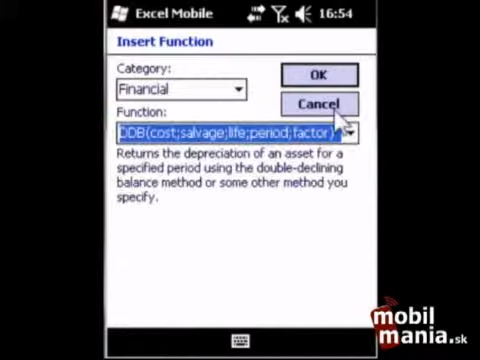 Excel Mobile 16:54
Insert Function
Category:
OK
Financial
Cancel
Function:
DDB(cost;salvage;life;period;factor)
Returns the depreciation of an asset for a
specified period using the double-declining
balance method or some other method you
specify.
mobil
mania.sk